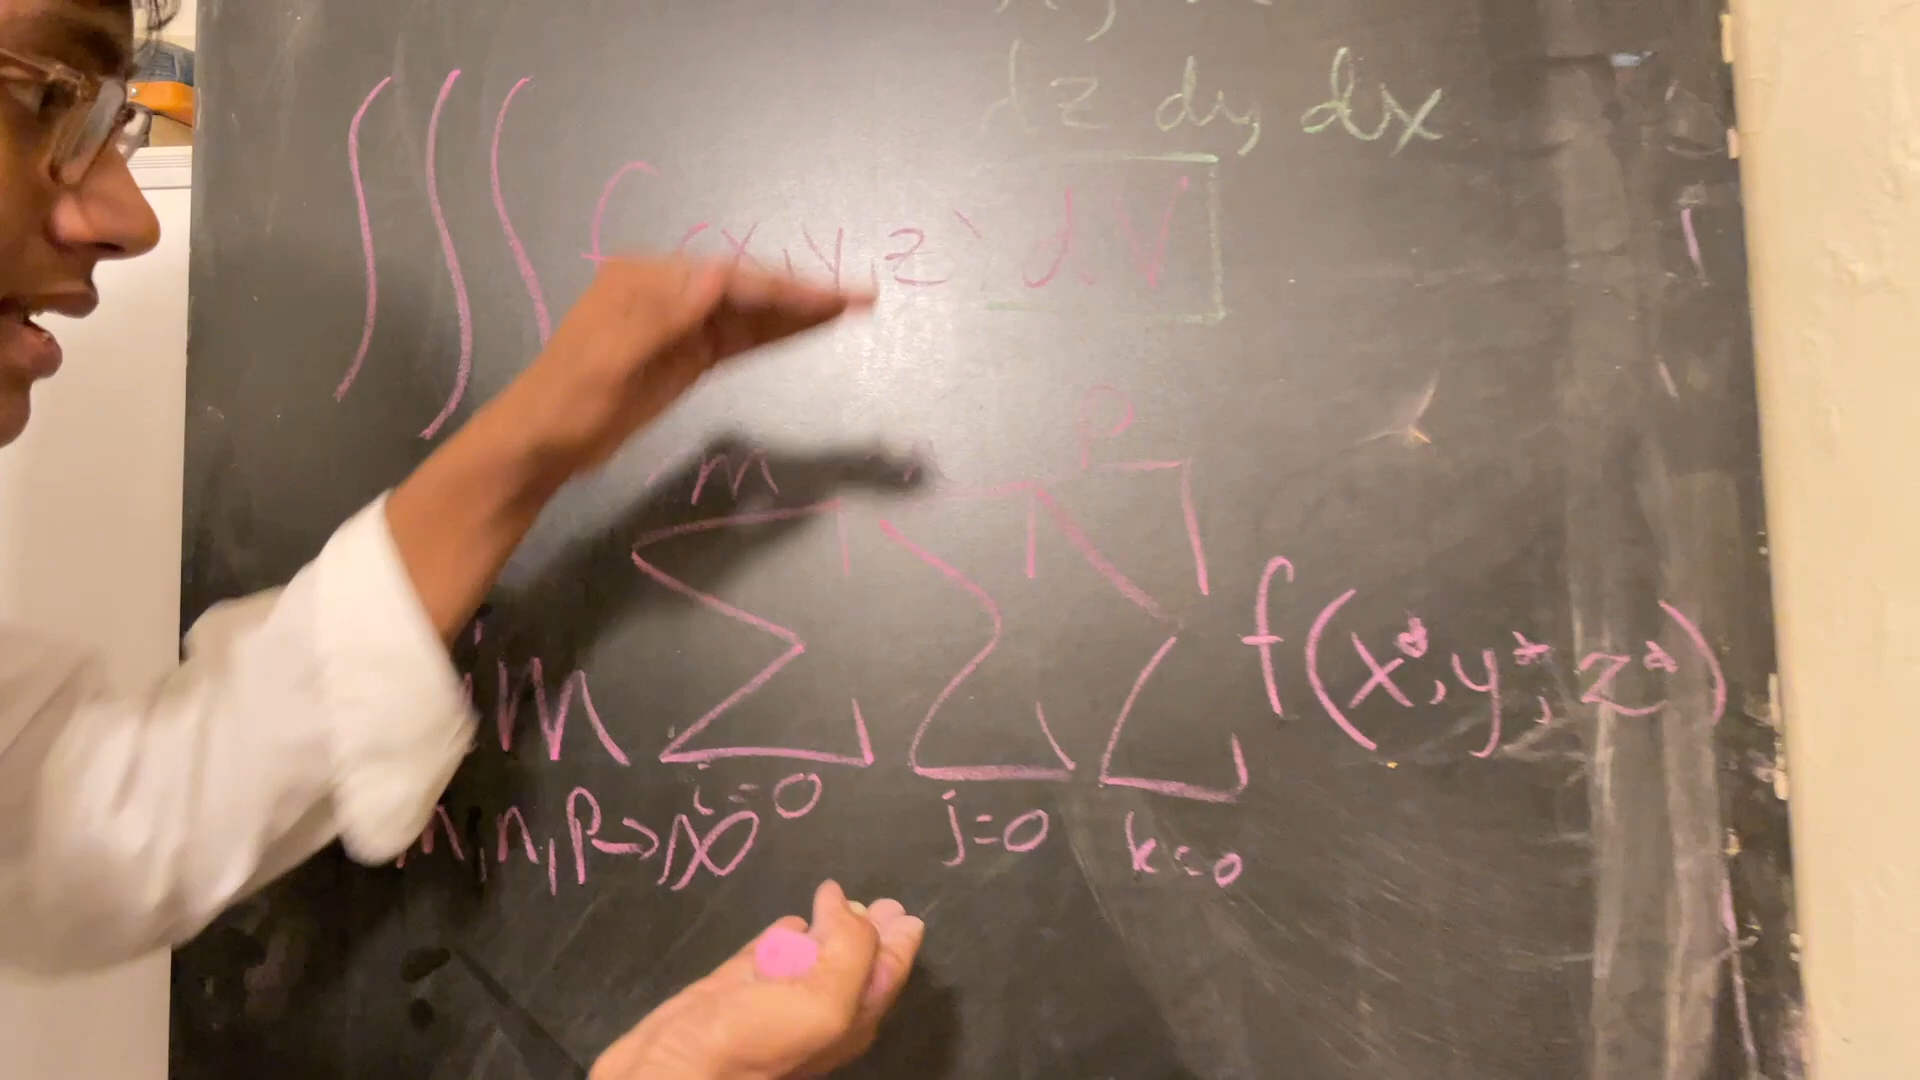 dz dy dx
∫∫∫ f(x,y,z) dV
m n p
lim Σ Σ Σ f(x*,y*,z*)
m,n,p→∞ i=0 j=0 k=0